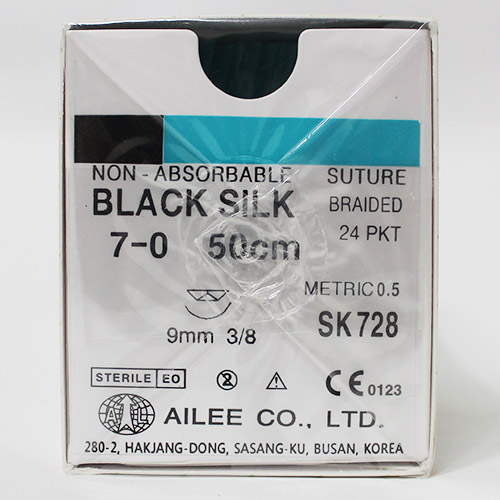 NON - ABSORBABLE SUTURE
BLACK SILK BRAIDED
7-0 50cm 24 PKT
METRIC 0.5
9mm 3/8 SK728
STERILE EO 2 CE 0123
AILEE CO., LTD.
280-2, HAKJANG-DONG, SASANG-KU, BUSAN, KOREA